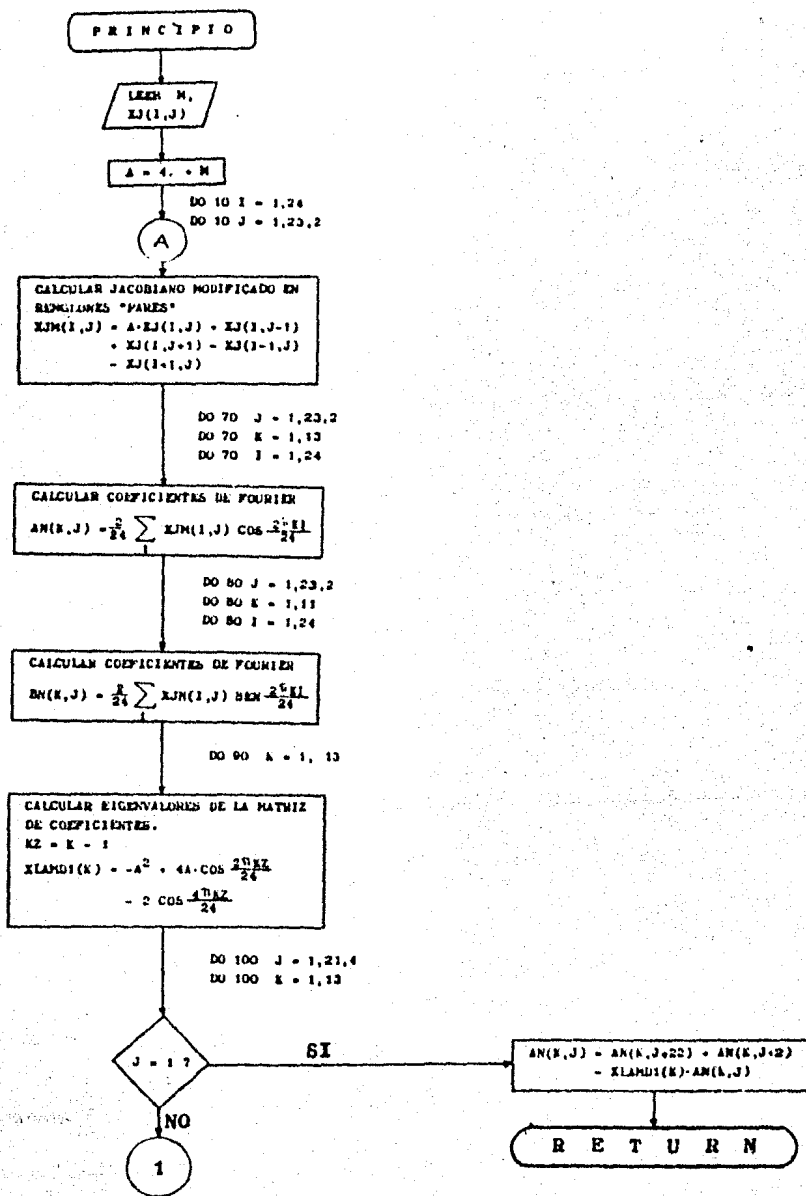 P R I N C I P I O
LEER M,
XJ(I,J)
A = 4. + M
DO 10 I = 1,24
DO 10 J = 1,23,2
A
CALCULAR JACOBIANO MODIFICADO EN
RENGLONES "PARES"
XJM(I,J) = A·XJ(I,J) + XJ(I,J-1)
+ XJ(I,J+1) - XJ(I-1,J)
- XJ(I+1,J)
DO 70 J = 1,23,2
DO 70 K = 1,13
DO 70 I = 1,24
CALCULAR COEFICIENTES DE FOURIER
AN(K,J) = 2/24 ∑ XJM(I,J) COS 2πKI/24
I
DO 80 J = 1,23,2
DO 80 K = 1,11
DO 80 I = 1,24
CALCULAR COEFICIENTES DE FOURIER
BN(K,J) = 2/24 ∑ XJM(I,J) SEN 2πKI/24
I
DO 90 K = 1, 13
CALCULAR EIGENVALORES DE LA MATRIZ
DE COEFICIENTES.
KZ = K - 1
XLAMD1(K) = -A² + 4A·COS 2πKZ/24
- 2 COS 4πKZ/24
DO 100 J = 1,21,4
DO 100 K = 1,13
J = 1 ?
SI
AN(K,J) = AN(K,J+22) + AN(K,J+2)
- XLAMD1(K)·AN(K,J)
NO
R E T U R N
1